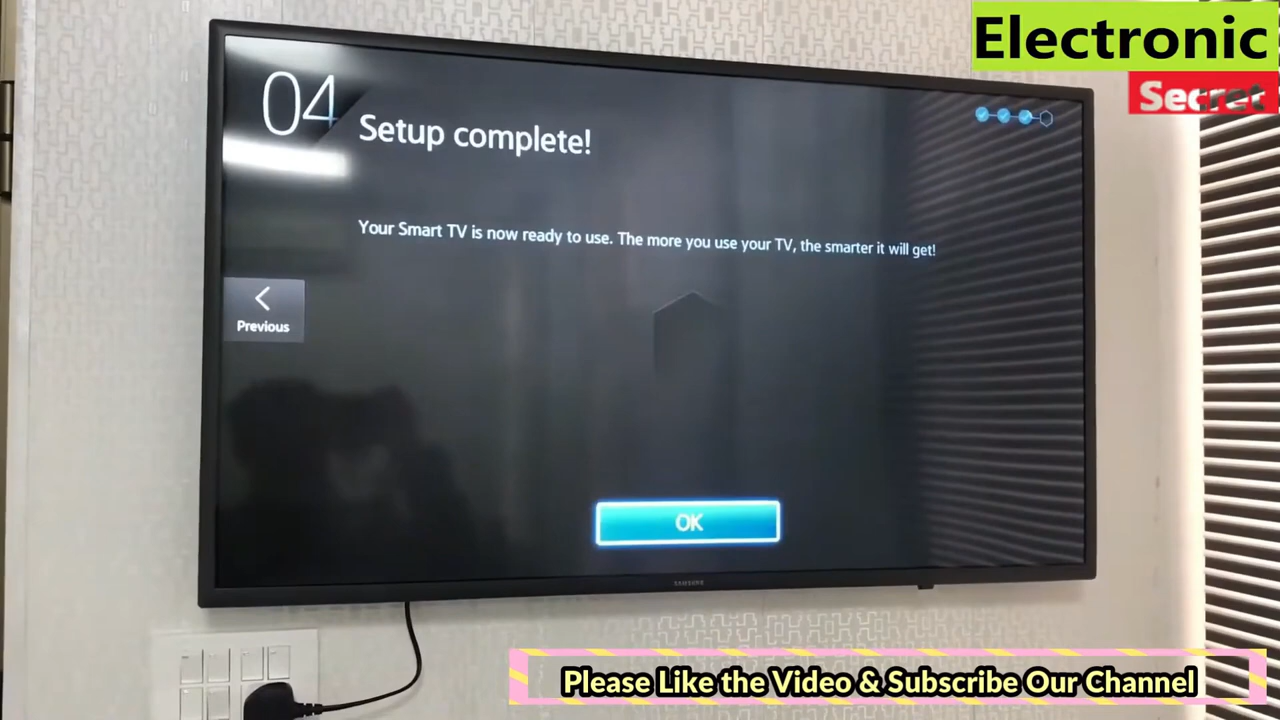 Electronic
Secret
04
Setup complete!
Your Smart TV is now ready to use. The more you use your TV, the smarter it will get!
Previous
OK
SAMSUNG
Please Like the Video & Subscribe Our Channel